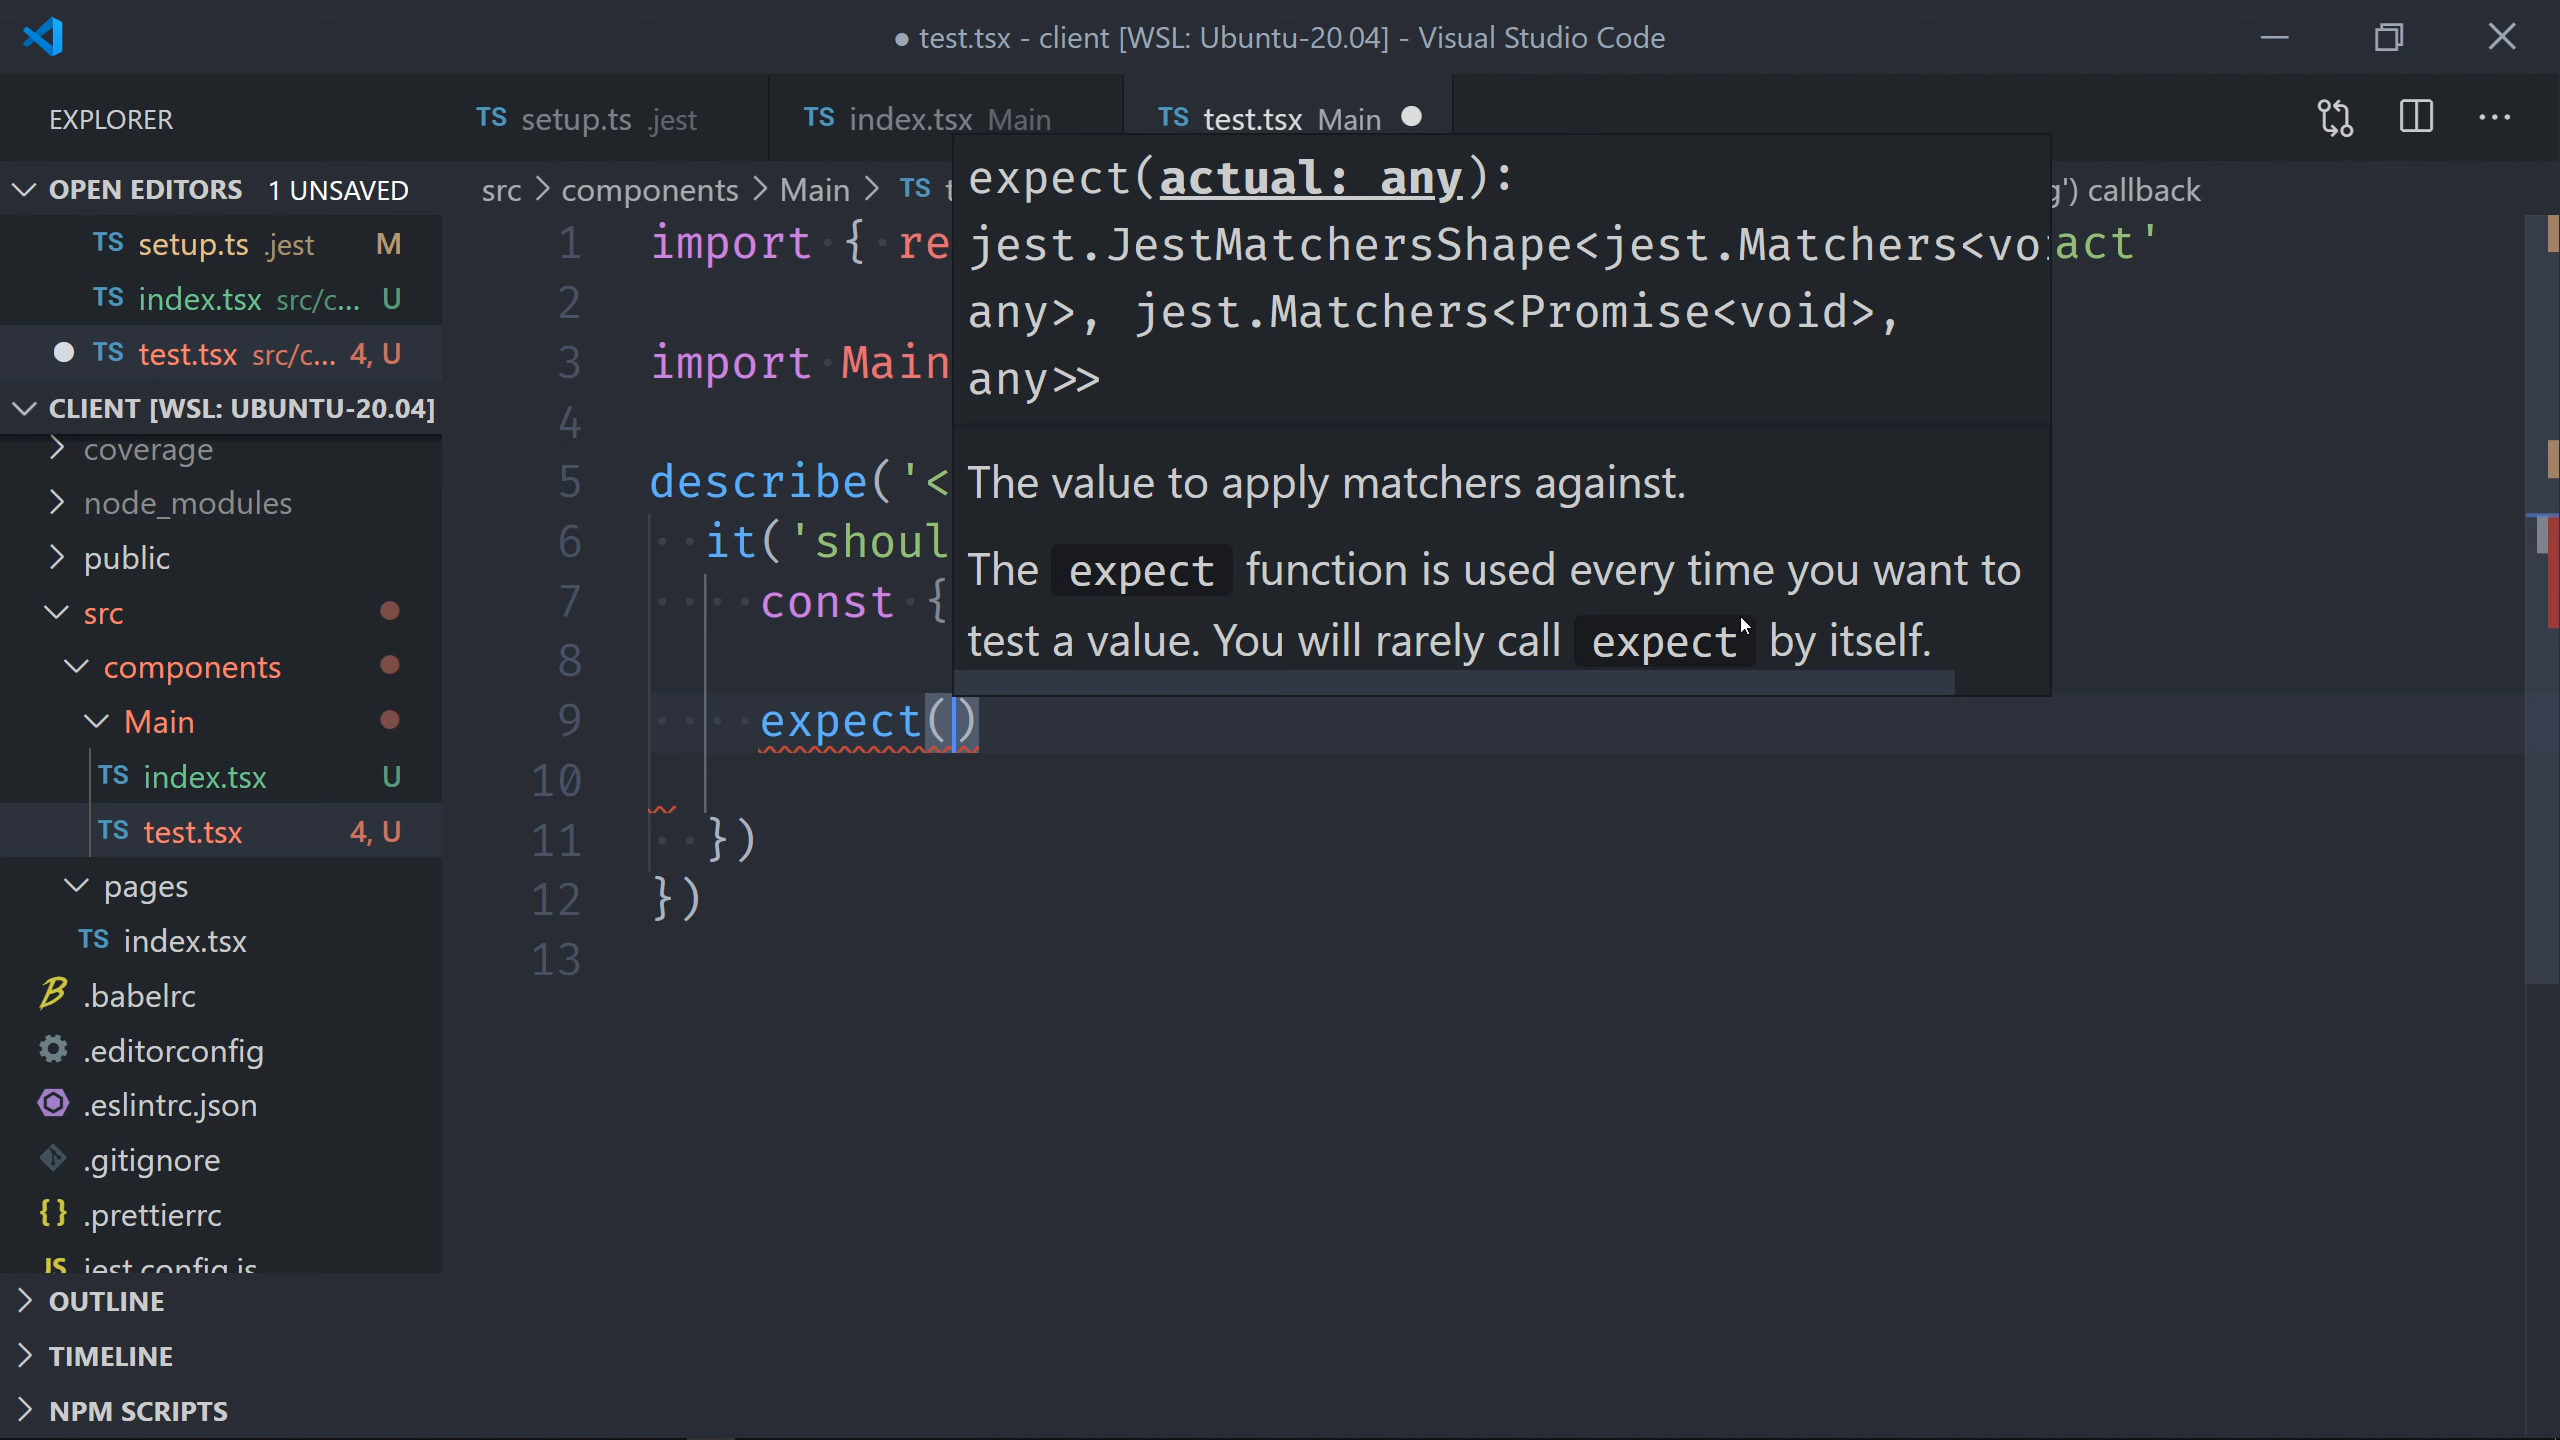 ● test.tsx - client [WSL: Ubuntu-20.04] - Visual Studio Code
EXPLORER
TS setup.ts .jest
TS index.tsx Main
TS test.tsx Main ●
OPEN EDITORS 1 UNSAVED
TS setup.ts .jest M
TS index.tsx src/c... U
TS test.tsx src/c... 4, U
CLIENT [WSL: UBUNTU-20.04]
coverage
node_modules
public
src
components
Main
TS index.tsx U
TS test.tsx 4, U
pages
TS index.tsx
.babelrc
.editorconfig
.eslintrc.json
.gitignore
{} .prettierrc
JS jest.config.js
OUTLINE
TIMELINE
NPM SCRIPTS
src > components > Main > TS t
g') callback
1 import { re
act'
2
3 import Main
4
5 describe('<
6 it('shoul
7 const {
8
9 expect()
10
11 })
12 })
13
expect(actual: any):
jest.JestMatchersShape<jest.Matchers<voi
any>, jest.Matchers<Promise<void>,
any>>
The value to apply matchers against.
The expect function is used every time you want to
test a value. You will rarely call expect by itself.